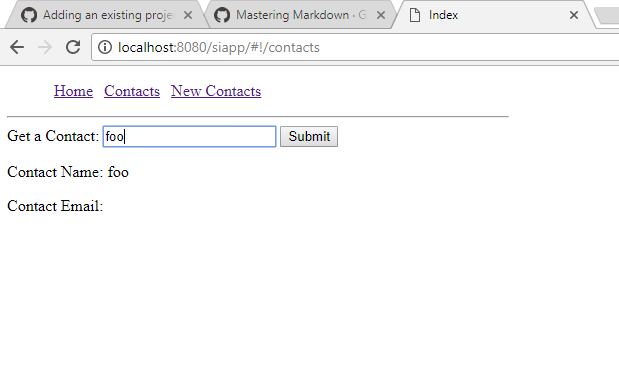 Adding an existing proje
Mastering Markdown · G
Index
localhost:8080/siapp/#!/contacts
Home Contacts New Contacts
Get a Contact: foo Submit
Contact Name: foo
Contact Email: